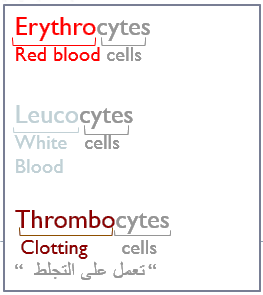 Erythrocytes
Red blood cells
Leucocytes
White cells
Blood
Thrombocytes
Clotting cells
“ تعمل على التجلط “